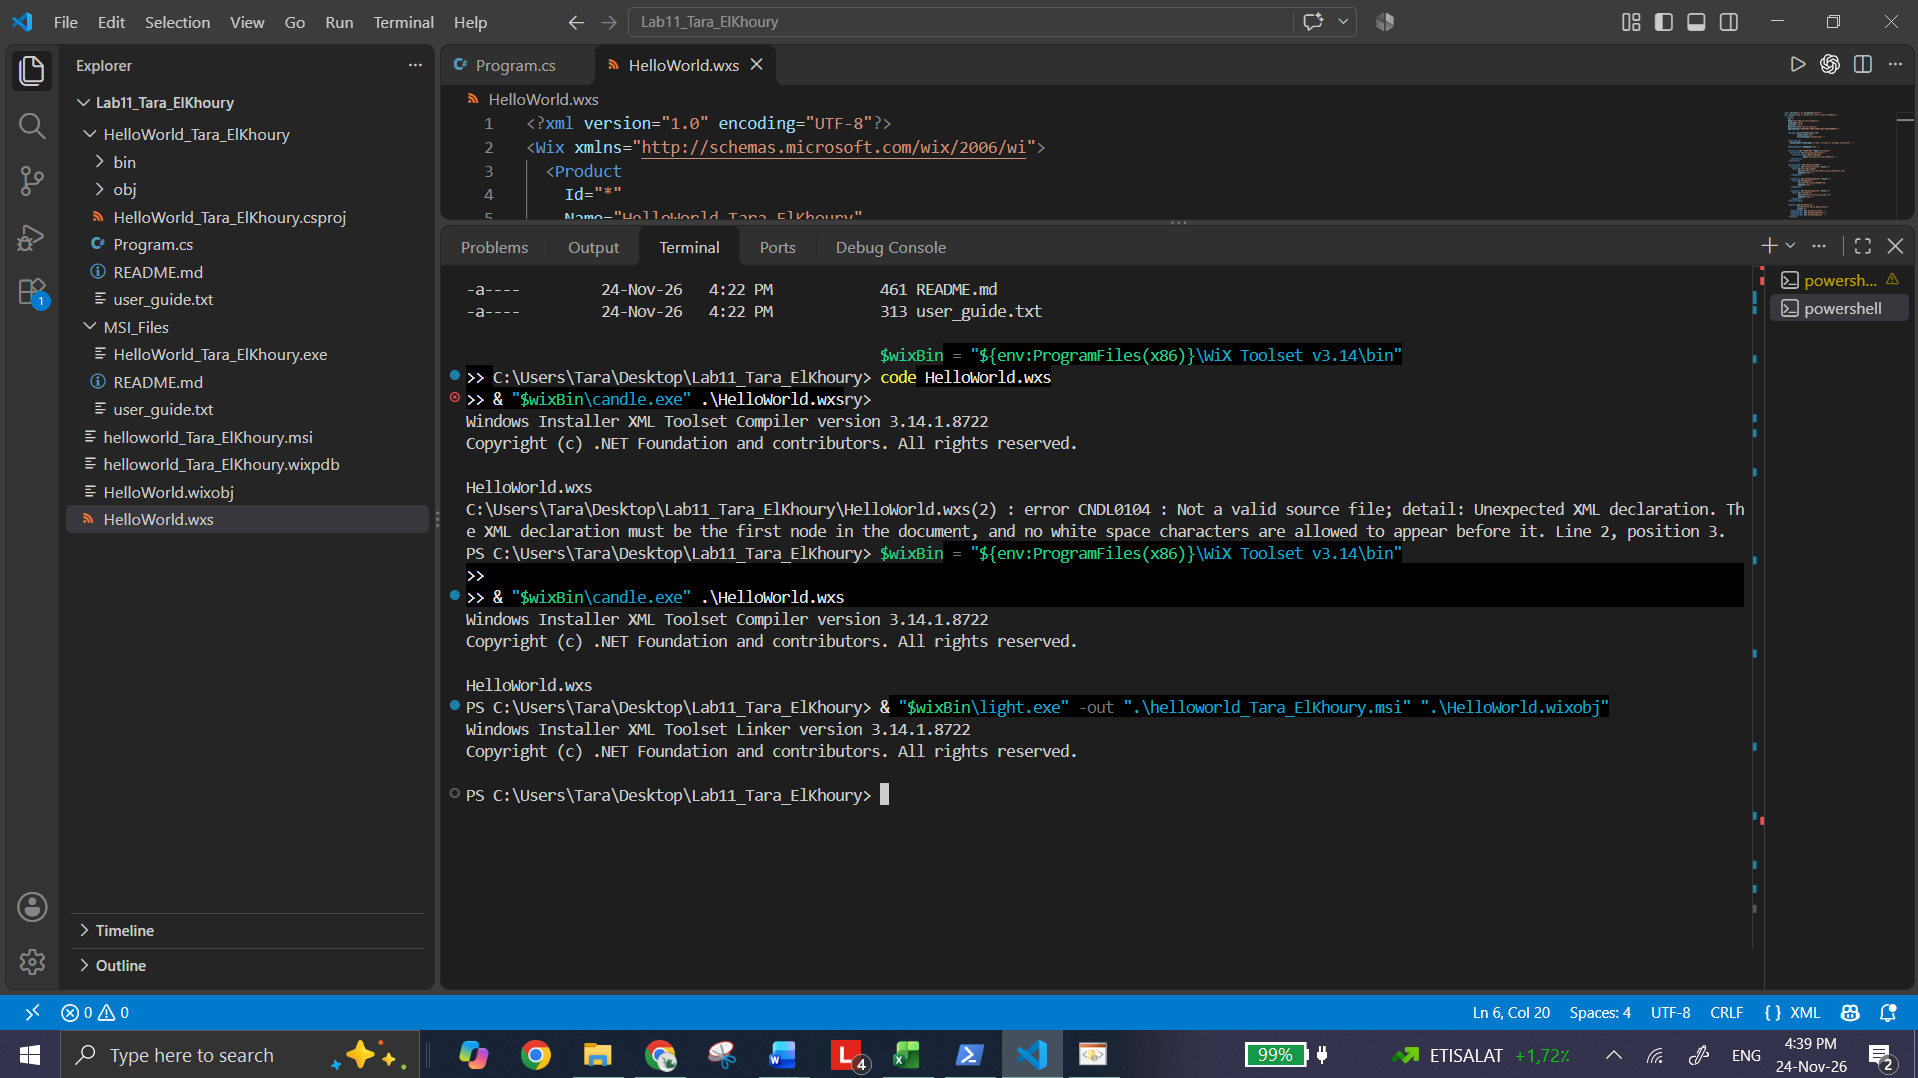 File Edit Selection View Go Run Terminal Help
Lab11_Tara_ElKhoury
Explorer
Lab11_Tara_ElKhoury
HelloWorld_Tara_ElKhoury
bin
obj
HelloWorld_Tara_ElKhoury.csproj
Program.cs
README.md
user_guide.txt
MSI_Files
HelloWorld_Tara_ElKhoury.exe
README.md
user_guide.txt
helloworld_Tara_ElKhoury.msi
helloworld_Tara_ElKhoury.wixpdb
HelloWorld.wixobj
HelloWorld.wxs
Timeline
Outline
1
Program.cs
HelloWorld.wxs
HelloWorld.wxs
1 <?xml version="1.0" encoding="UTF-8"?>
2 <Wix xmlns="http://schemas.microsoft.com/wix/2006/wi">
3 <Product
4 Id="*"
5 Name="HelloWorld_Tara_ElKhoury"
Problems Output Terminal Ports Debug Console
-a---- 24-Nov-26 4:22 PM 461 README.md
-a---- 24-Nov-26 4:22 PM 313 user_guide.txt
$wixBin = "${env:ProgramFiles(x86)}\WiX Toolset v3.14\bin"
>> C:\Users\Tara\Desktop\Lab11_Tara_ElKhoury> code HelloWorld.wxs
>> & "$wixBin\candle.exe" .\HelloWorld.wxsry>
Windows Installer XML Toolset Compiler version 3.14.1.8722
Copyright (c) .NET Foundation and contributors. All rights reserved.
HelloWorld.wxs
C:\Users\Tara\Desktop\Lab11_Tara_ElKhoury\HelloWorld.wxs(2) : error CNDL0104 : Not a valid source file; detail: Unexpected XML declaration. Th
e XML declaration must be the first node in the document, and no white space characters are allowed to appear before it. Line 2, position 3.
PS C:\Users\Tara\Desktop\Lab11_Tara_ElKhoury> $wixBin = "${env:ProgramFiles(x86)}\WiX Toolset v3.14\bin"
>>
>> & "$wixBin\candle.exe" .\HelloWorld.wxs
Windows Installer XML Toolset Compiler version 3.14.1.8722
Copyright (c) .NET Foundation and contributors. All rights reserved.
HelloWorld.wxs
PS C:\Users\Tara\Desktop\Lab11_Tara_ElKhoury> & "$wixBin\light.exe" -out ".\helloworld_Tara_ElKhoury.msi" ".\HelloWorld.wixobj"
Windows Installer XML Toolset Linker version 3.14.1.8722
Copyright (c) .NET Foundation and contributors. All rights reserved.
PS C:\Users\Tara\Desktop\Lab11_Tara_ElKhoury>
powersh...
powershell
0 0
Ln 6, Col 20 Spaces: 4 UTF-8 CRLF {} XML
Type here to search
4
99%
ETISALAT +1,72%
ENG
4:39 PM
24-Nov-26
2